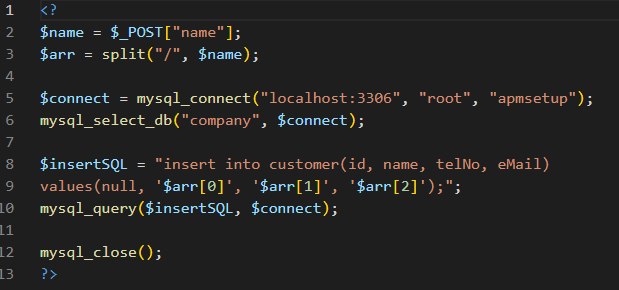 1 <?
2 $name = $_POST["name"];
3 $arr = split("/", $name);
4
5 $connect = mysql_connect("localhost:3306", "root", "apmsetup");
6 mysql_select_db("company", $connect);
7
8 $insertSQL = "insert into customer(id, name, telNo, eMail)
9 values(null, '$arr[0]', '$arr[1]', '$arr[2]');";
10 mysql_query($insertSQL, $connect);
11
12 mysql_close();
13 ?>